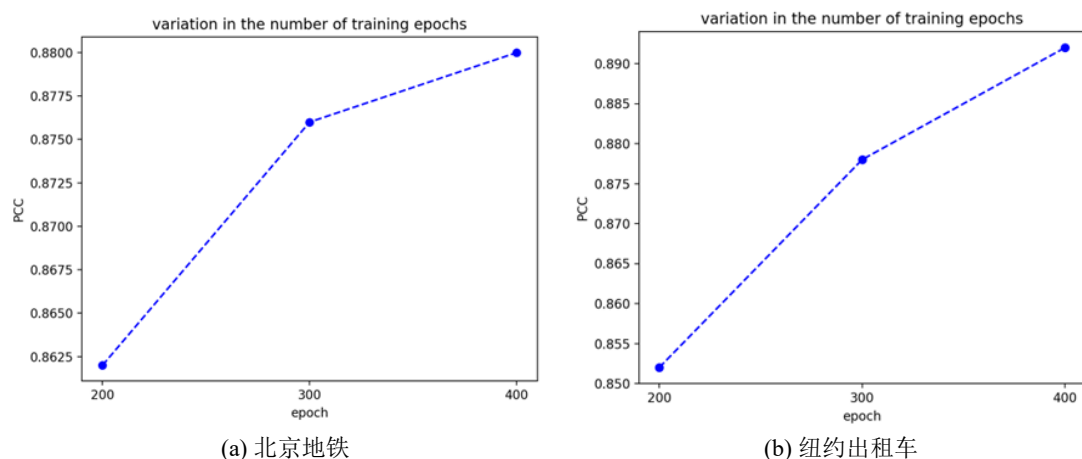 variation in the number of training epochs
0.8800
0.8775
0.8750
0.8725
0.8700
0.8675
0.8650
0.8625
PCC
200
300
400
epoch
(a) 北京地铁
variation in the number of training epochs
0.890
0.885
0.880
0.875
0.870
0.865
0.860
0.855
0.850
PCC
200
300
400
epoch
(b) 纽约出租车